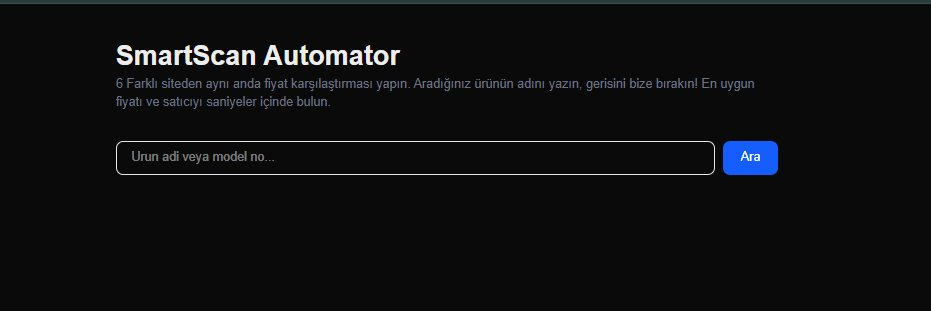 SmartScan Automator
6 Farklı siteden aynı anda fiyat karşılaştırması yapın. Aradığınız ürünün adını yazın, gerisini bize bırakın! En uygun
fiyatı ve satıcıyı saniyeler içinde bulun.
Urun adi veya model no...
Ara